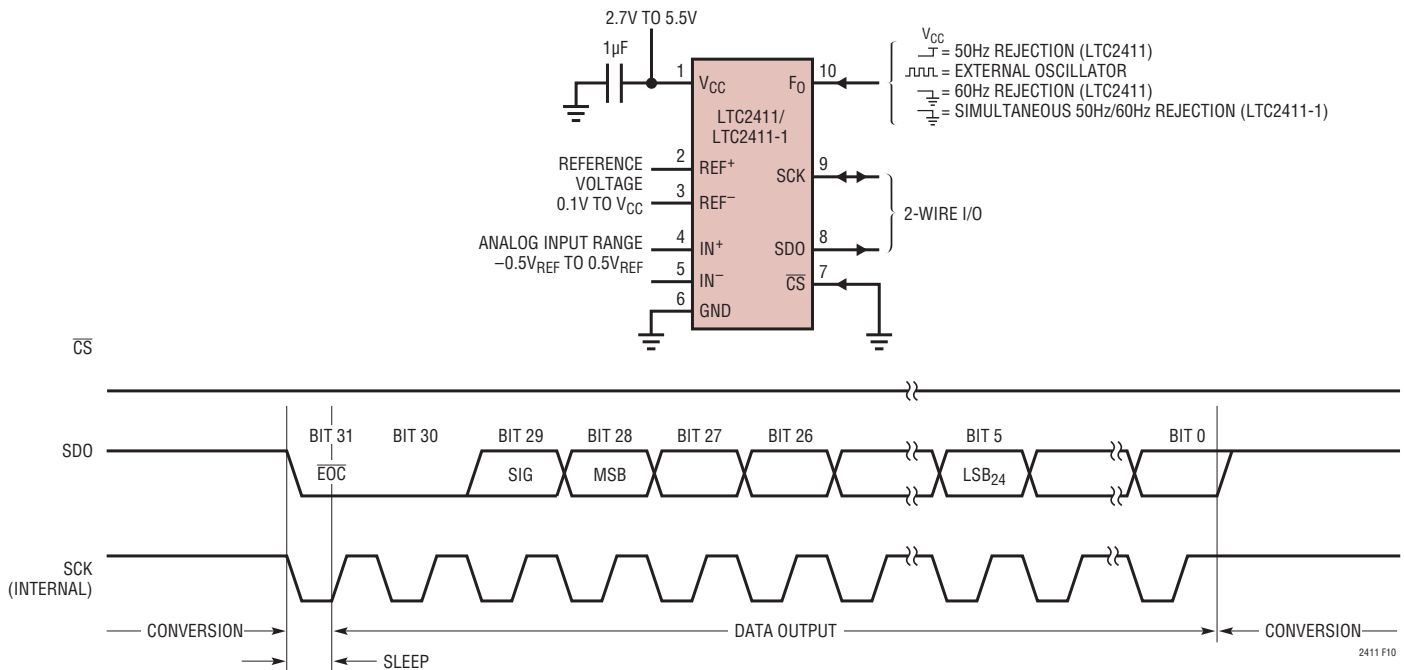 2.7V TO 5.5V
1µF
1
VCC
FO
10
VCC
= 50Hz REJECTION (LTC2411)
= EXTERNAL OSCILLATOR
= 60Hz REJECTION (LTC2411)
= SIMULTANEOUS 50Hz/60Hz REJECTION (LTC2411-1)
LTC2411/
LTC2411-1
REFERENCE
VOLTAGE
0.1V TO VCC
2
REF+
3
REF−
SCK
9
2-WIRE I/O
ANALOG INPUT RANGE
−0.5VREF TO 0.5VREF
4
IN+
5
IN−
SDO
8
CS
7
6
GND
CS
SDO
BIT 31
BIT 30
BIT 29
BIT 28
BIT 27
BIT 26
BIT 5
BIT 0
EOC
SIG
MSB
LSB24
SCK
(INTERNAL)
CONVERSION
DATA OUTPUT
CONVERSION
SLEEP
2411 F10